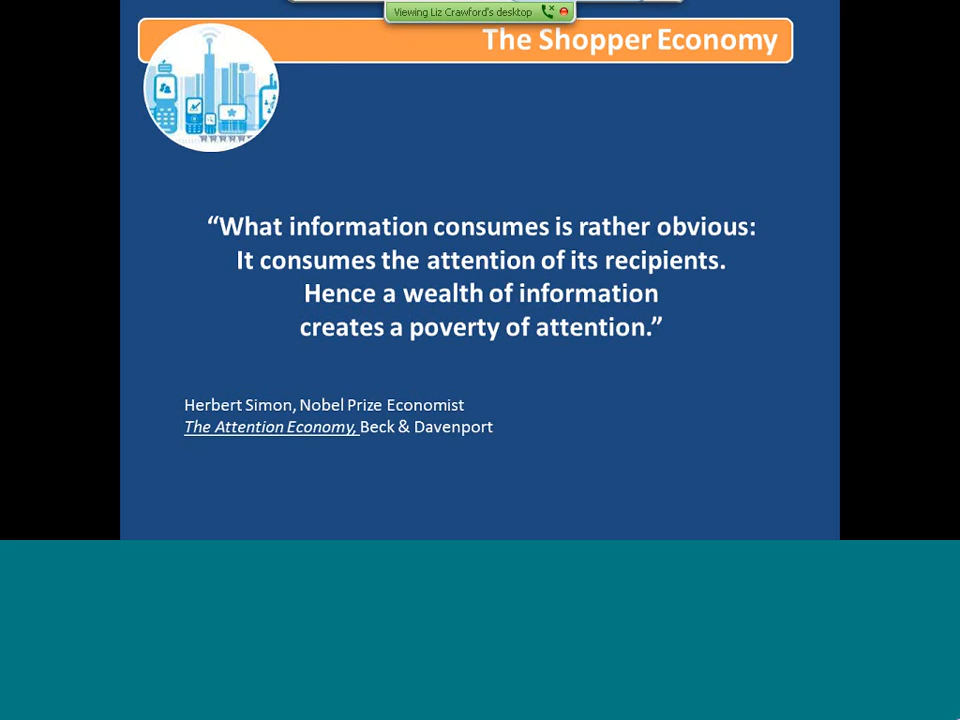 Viewing Liz Crawford's desktop
The Shopper Economy
“What information consumes is rather obvious:
It consumes the attention of its recipients.
Hence a wealth of information
creates a poverty of attention.”
Herbert Simon, Nobel Prize Economist
The Attention Economy, Beck & Davenport